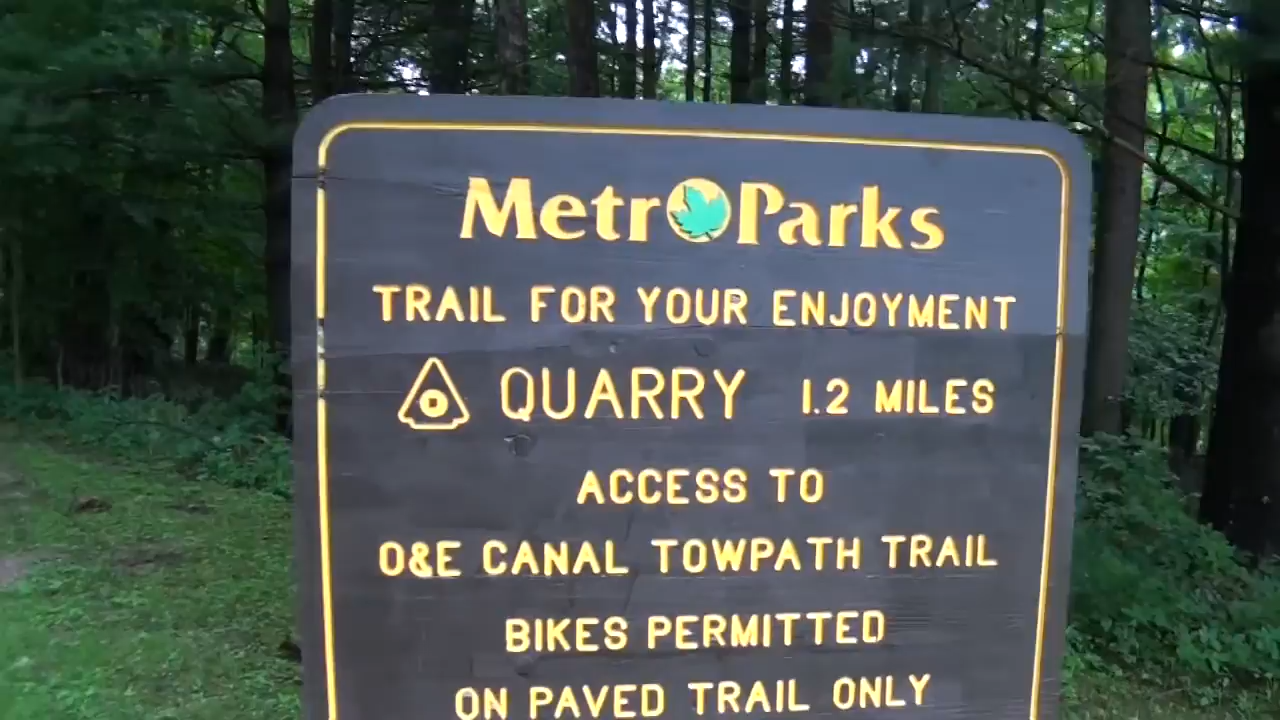 MetroParks
TRAIL FOR YOUR ENJOYMENT
QUARRY 1.2 MILES
ACCESS TO
O&E CANAL TOWPATH TRAIL
BIKES PERMITTED
ON PAVED TRAIL ONLY